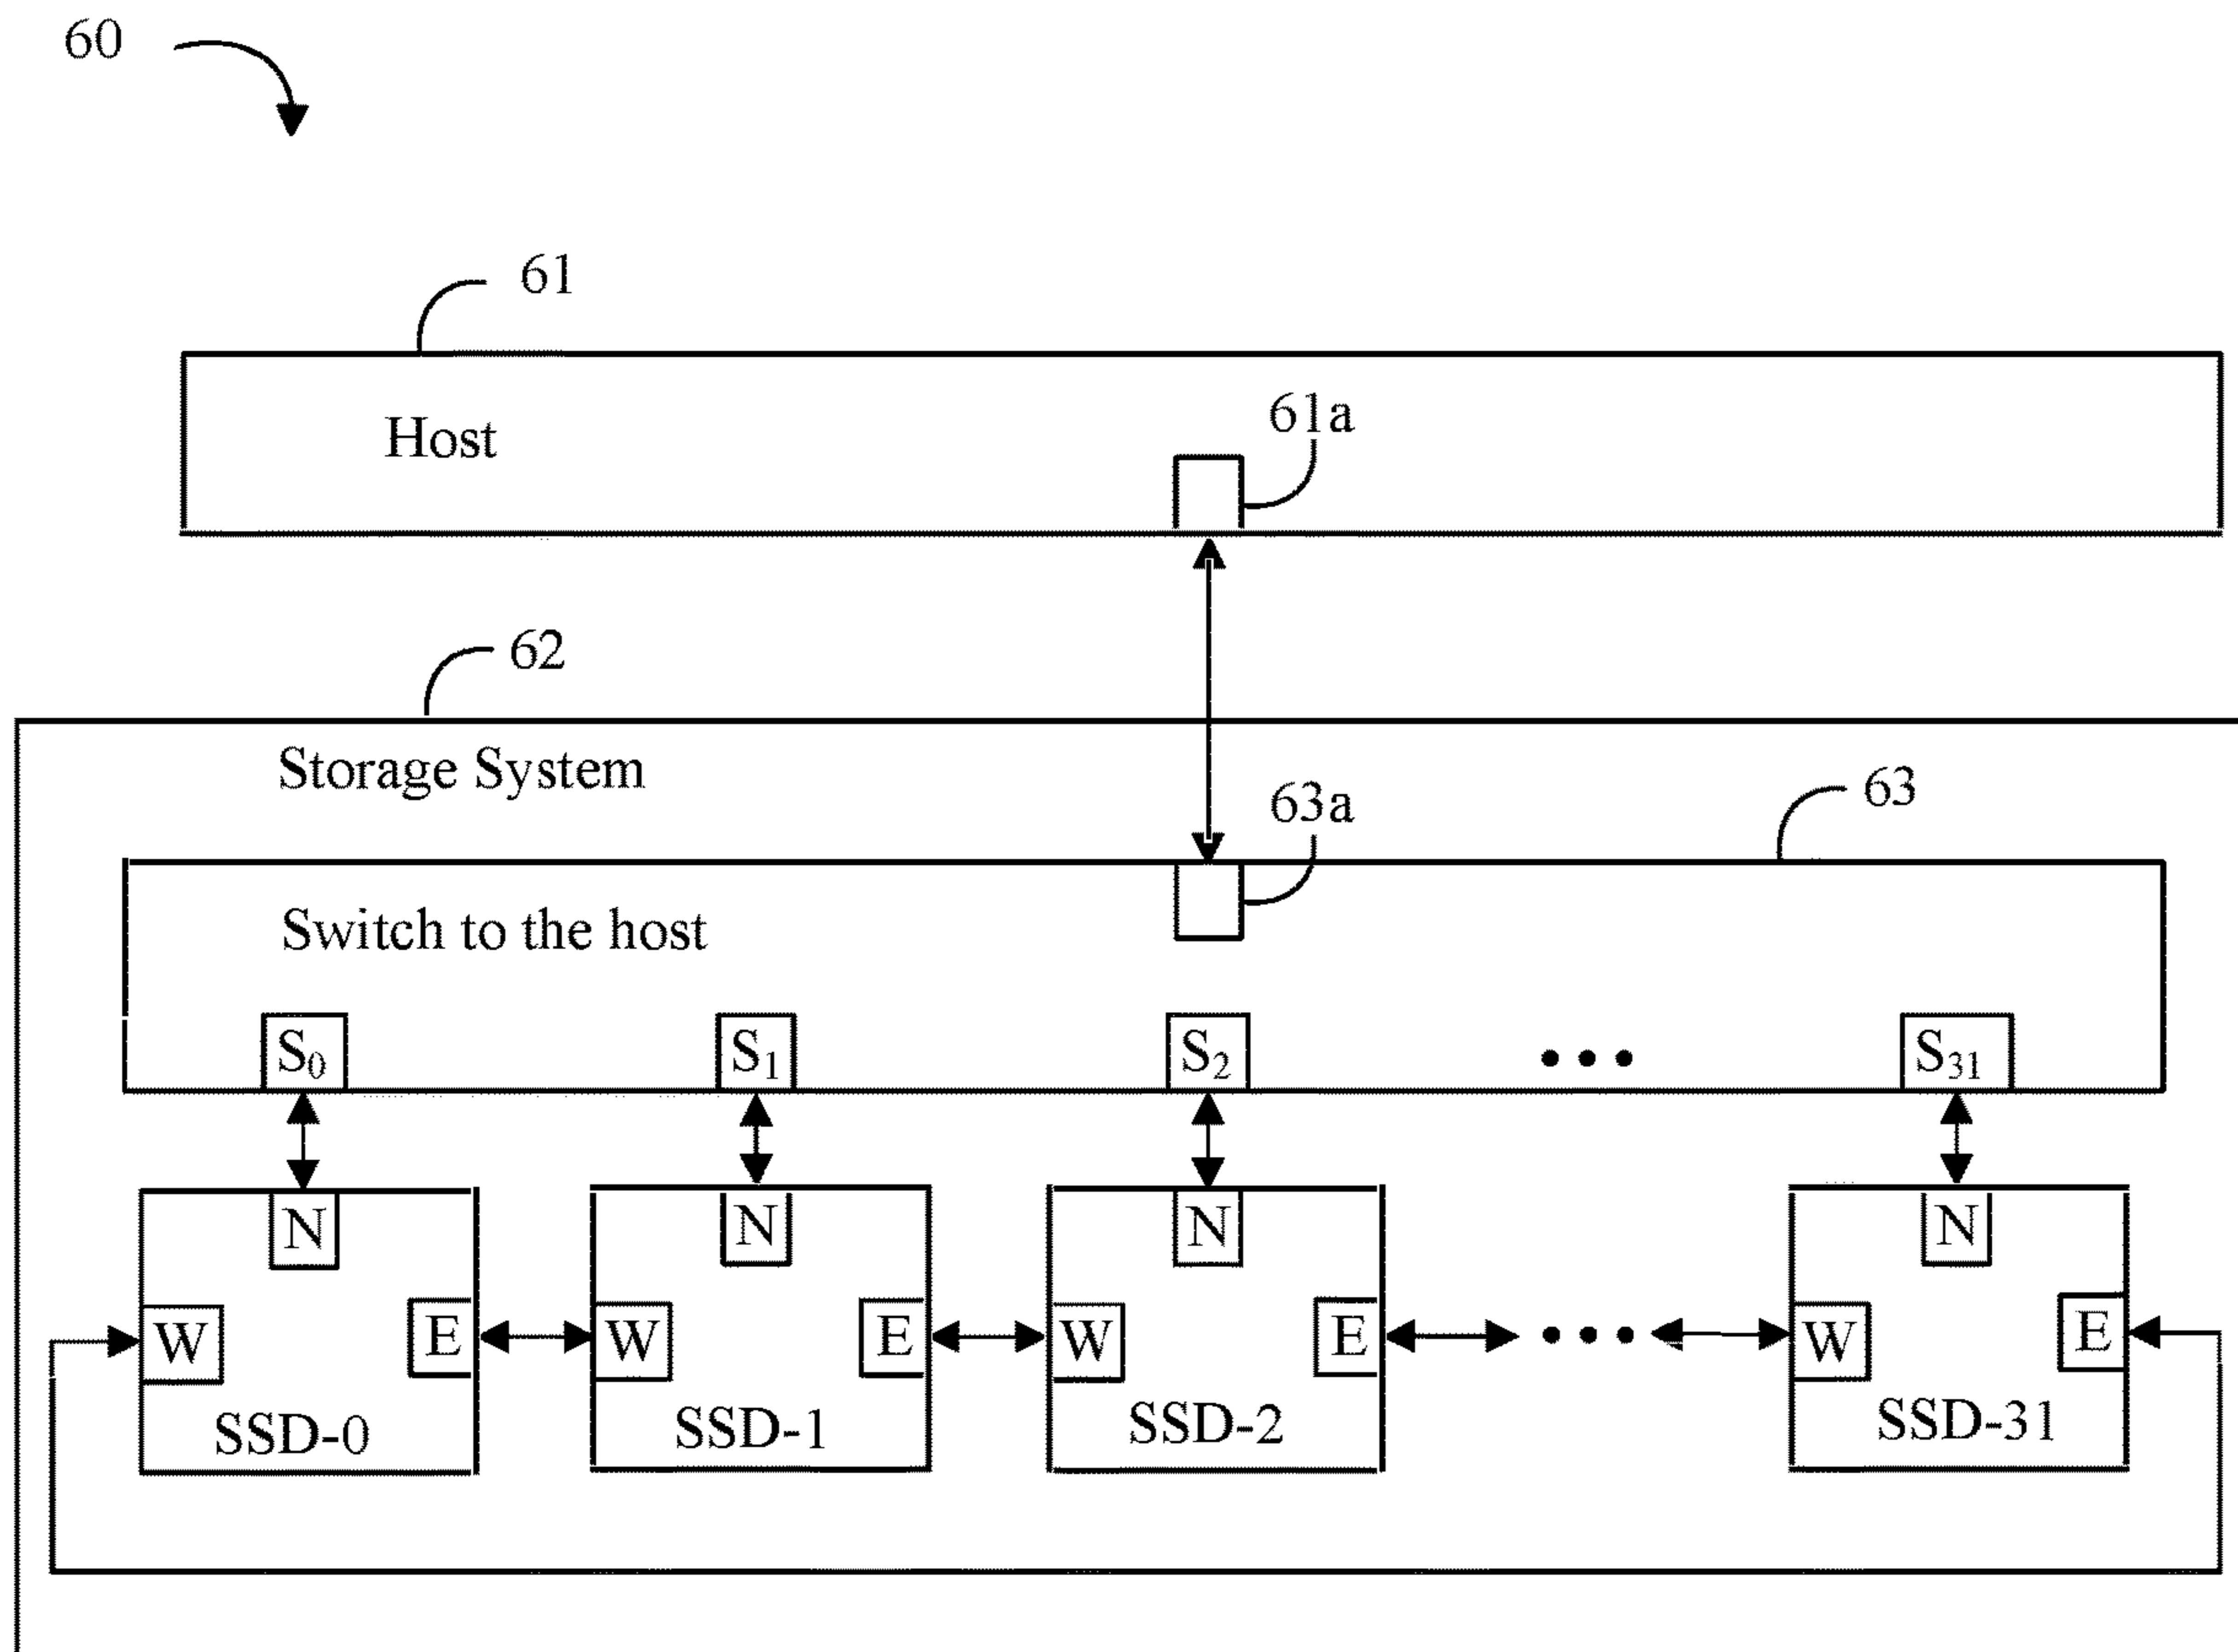 60
61
Host
61a
62
Storage System
63a
63
Switch to the host
S0 S1 S2 ••• S31
N N N N
W E W E W E ••• W E
SSD-0 SSD-1 SSD-2 SSD-31